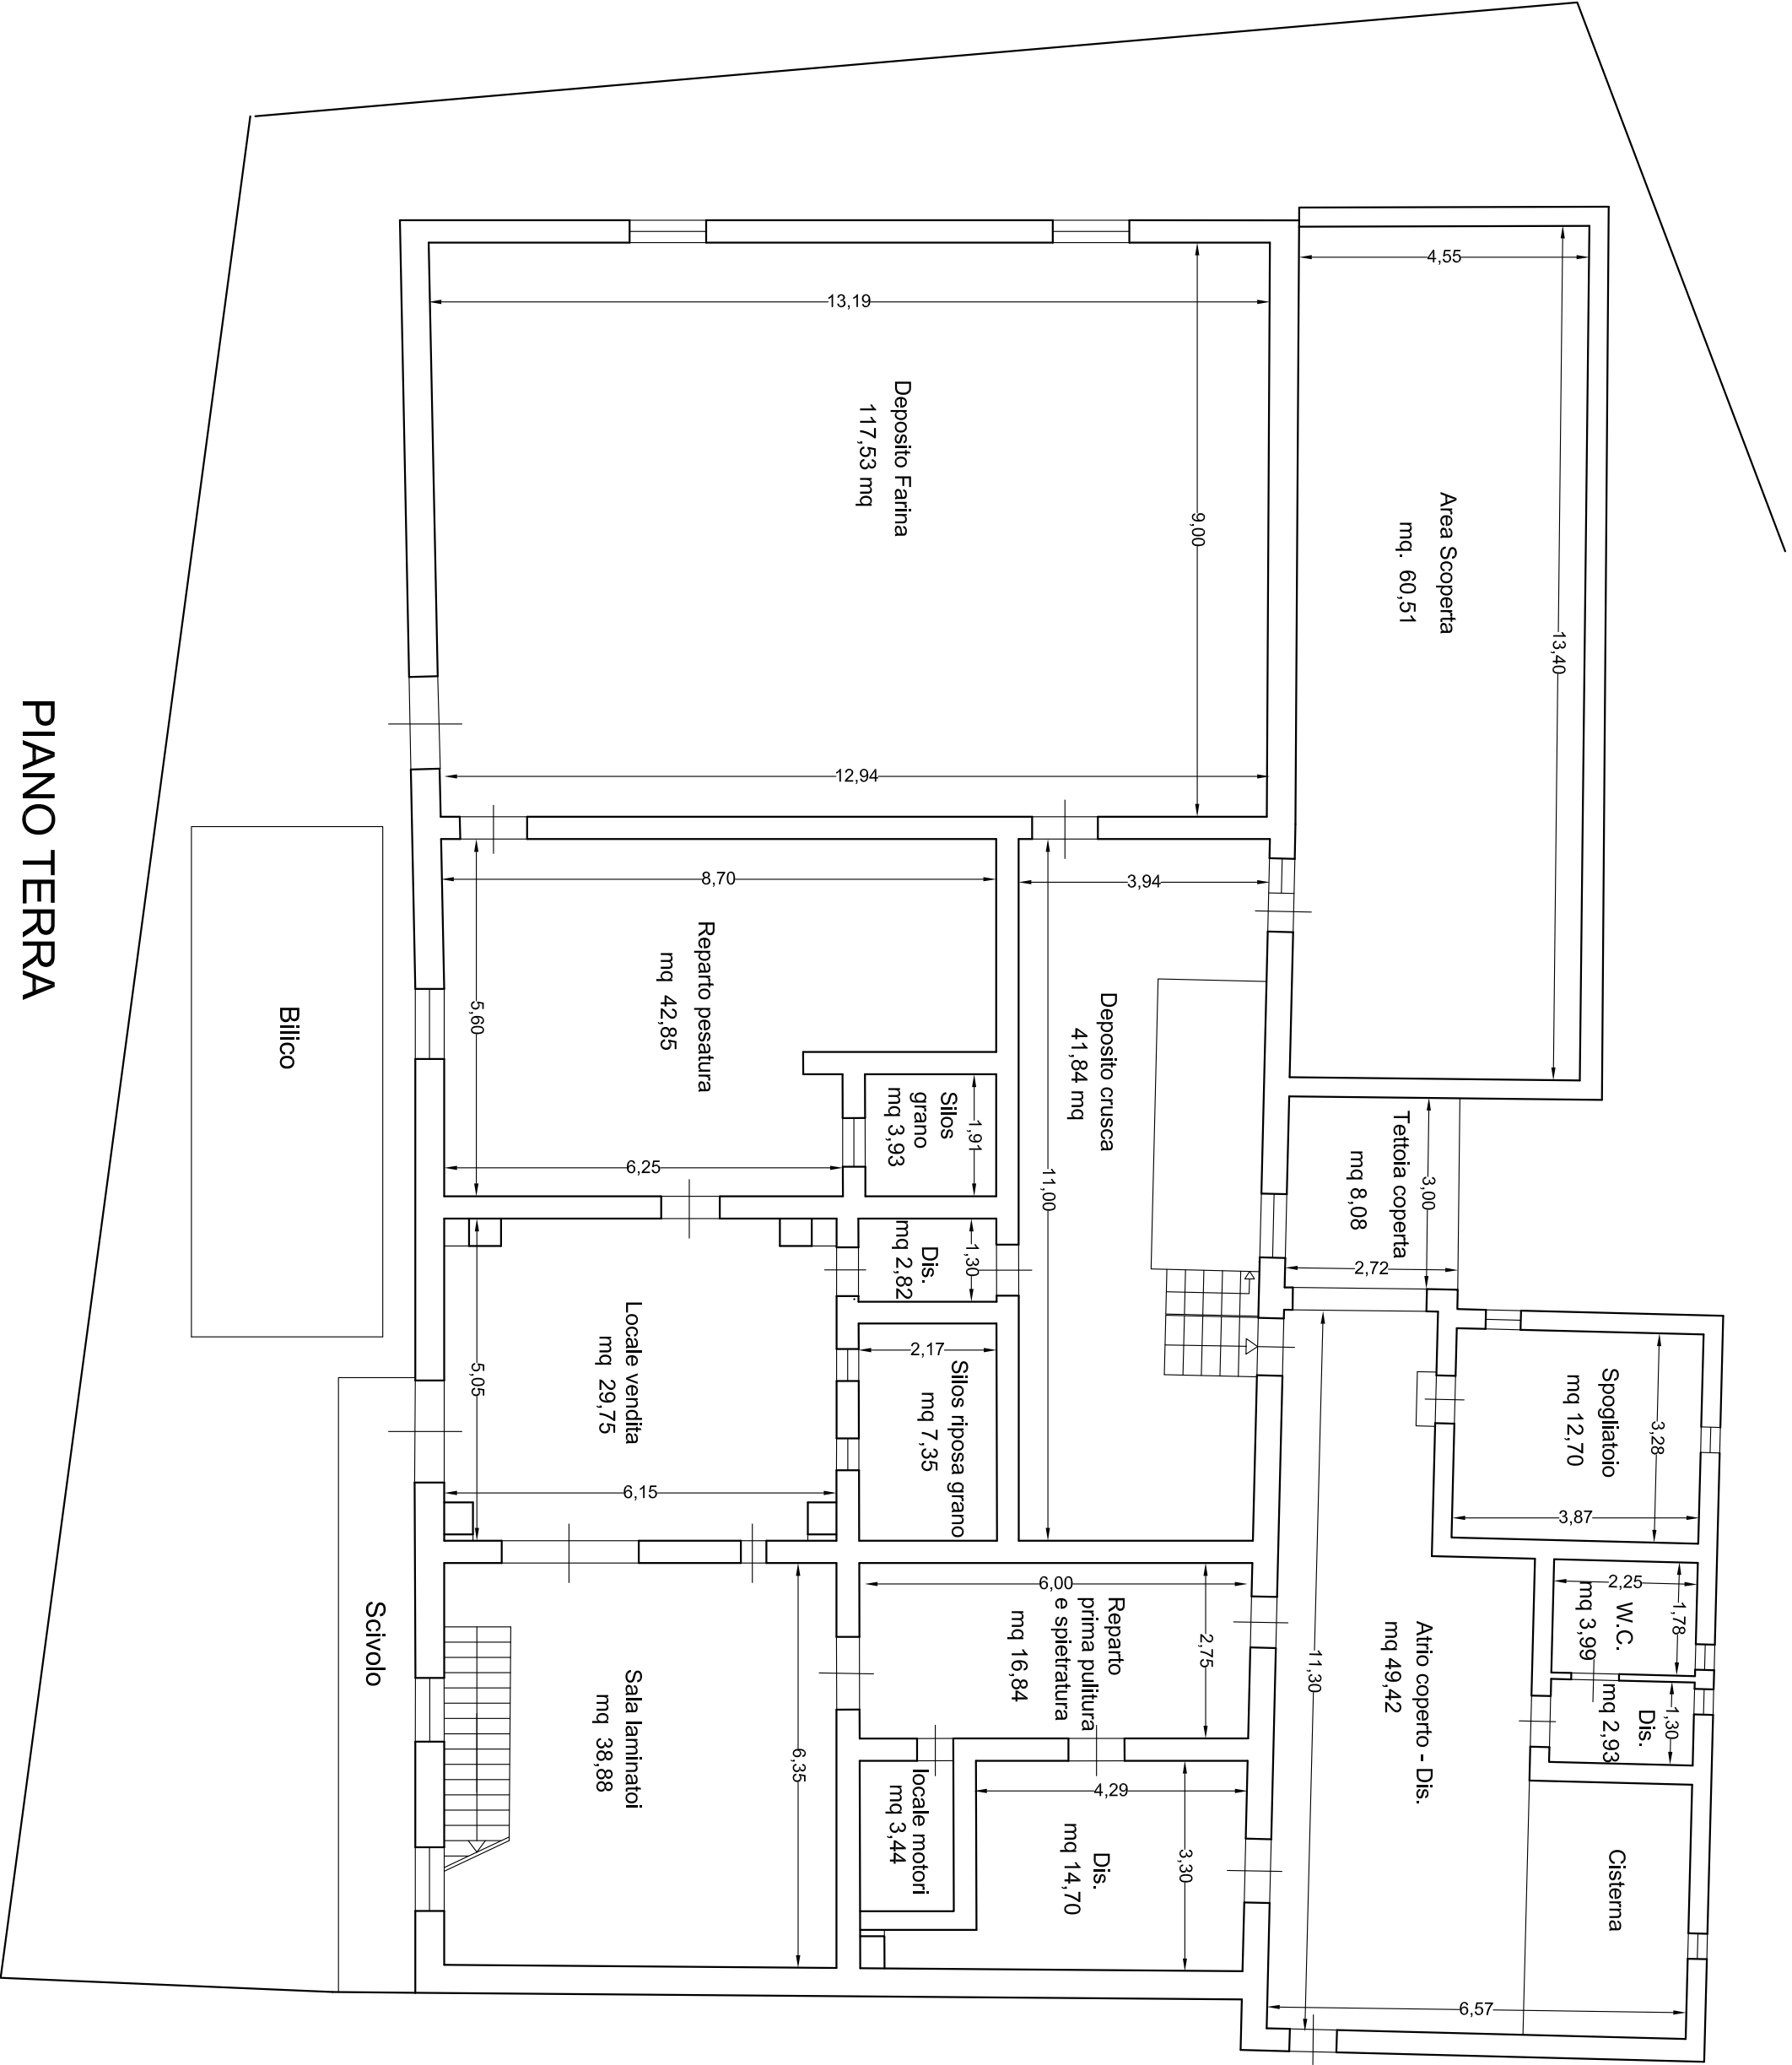 4,55
13,40
Area Scoperta
mq. 60,51
13,19
9,00
Deposito Farina
117,53 mq
12,94
3,94
11,00
Deposito crusca
41,84 mq
8,70
5,60
Reparto pesatura
mq 42,85
6,25
1,91
Silos
grano
mq 3,93
3,00
Tettoia coperta
mq 8,08
2,72
1,30
Dis.
mq 2,82
2,17
Silos riposa grano
mq 7,35
Locale vendita
mq 29,75
5,05
6,15
3,28
Spogliatoio
mq 12,70
3,87
2,25
1,78
W.C.
mq 3,99
1,30
Dis.
mq 2,93
Cisterna
Atrio coperto - Dis.
mq 49,42
11,30
6,57
6,00
2,75
Reparto
prima pulitura
e spietratura
mq 16,84
4,29
3,30
Dis.
mq 14,70
locale motori
mq 3,44
6,35
Sala laminatoi
mq 38,88
Bilico
Scivolo
PIANO TERRA